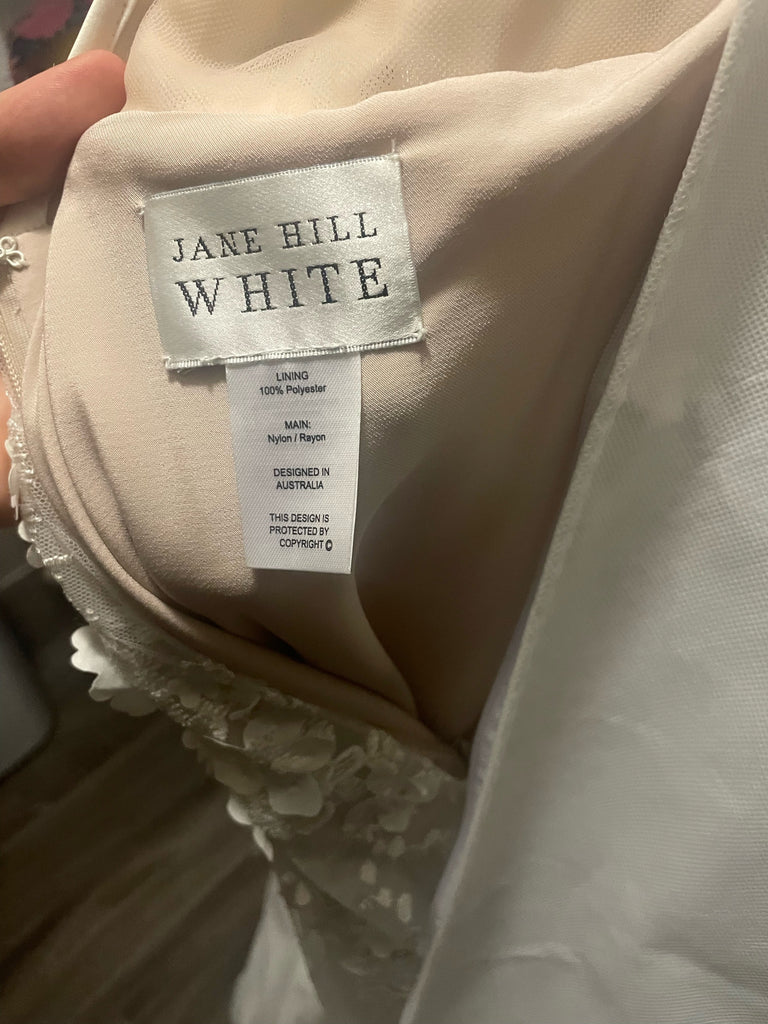 JANE HILL
WHITE
LINING
100% Polyester
MAIN:
Nylon / Rayon
DESIGNED IN
AUSTRALIA
THIS DESIGN IS
PROTECTED BY
COPYRIGHT ©